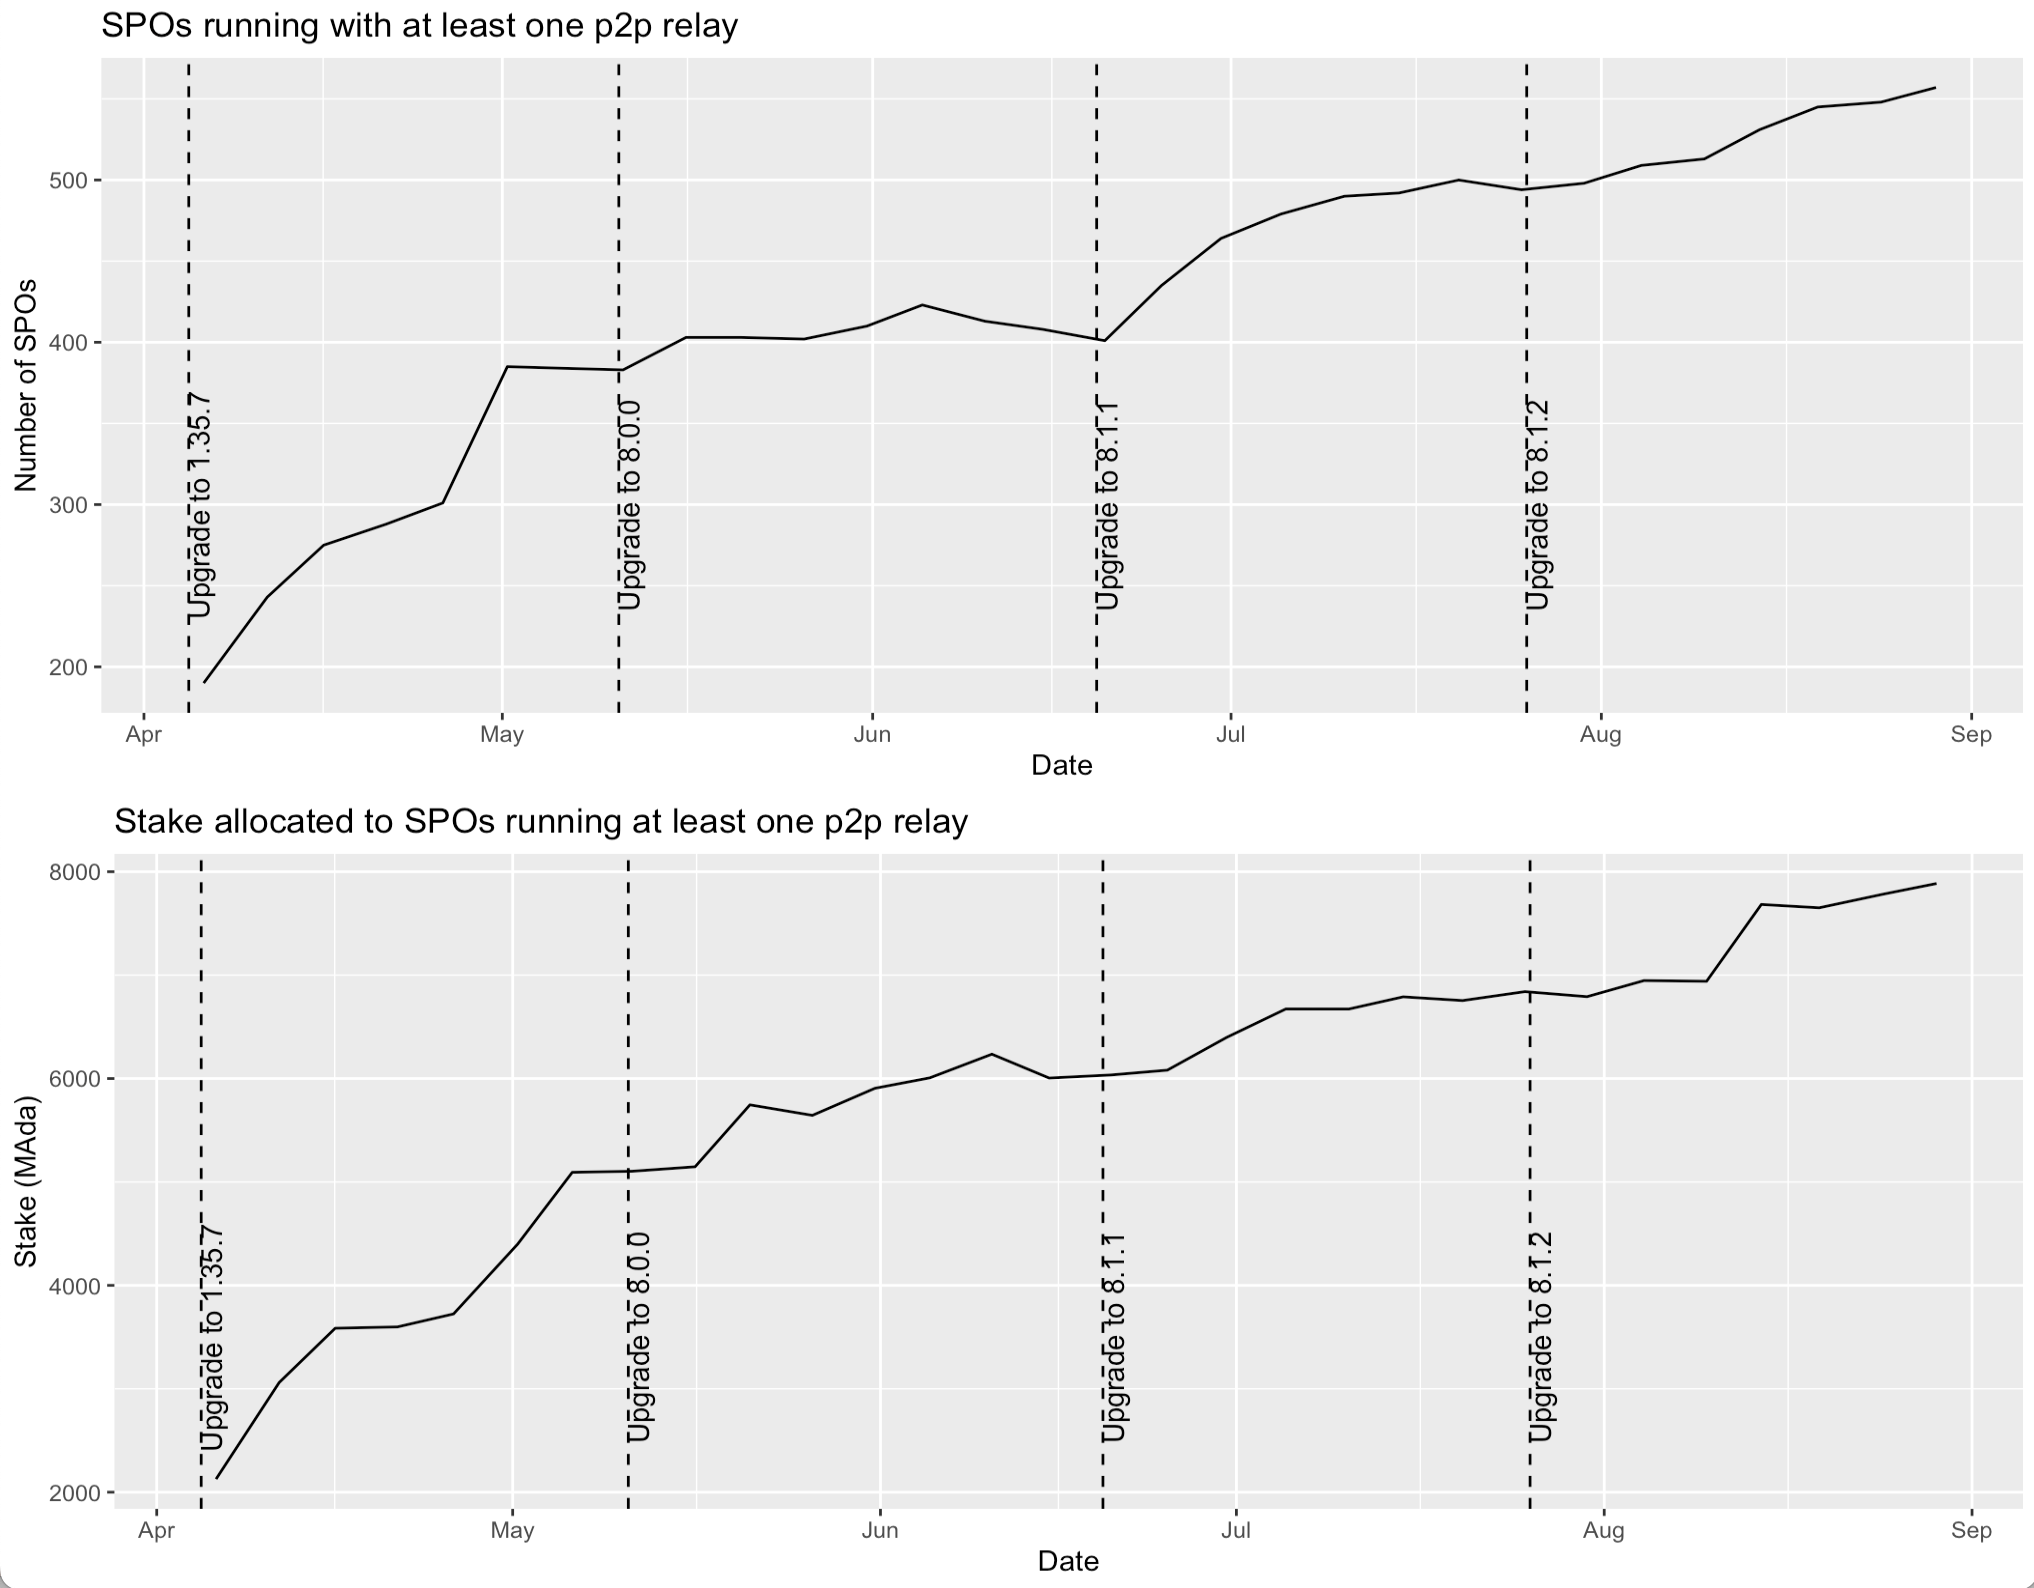 SPOs running with at least one p2p relay
Number of SPOs
500
400
300
200
Upgrade to 1.35.7
Upgrade to 8.0.0
Upgrade to 8.1.1
Upgrade to 8.1.2
Apr May Jun Jul Aug Sep
Date
Stake allocated to SPOs running at least one p2p relay
Stake (MAda)
8000
6000
4000
2000
Upgrade to 1.35.7
Upgrade to 8.0.0
Upgrade to 8.1.1
Upgrade to 8.1.2
Apr May Jun Jul Aug Sep
Date